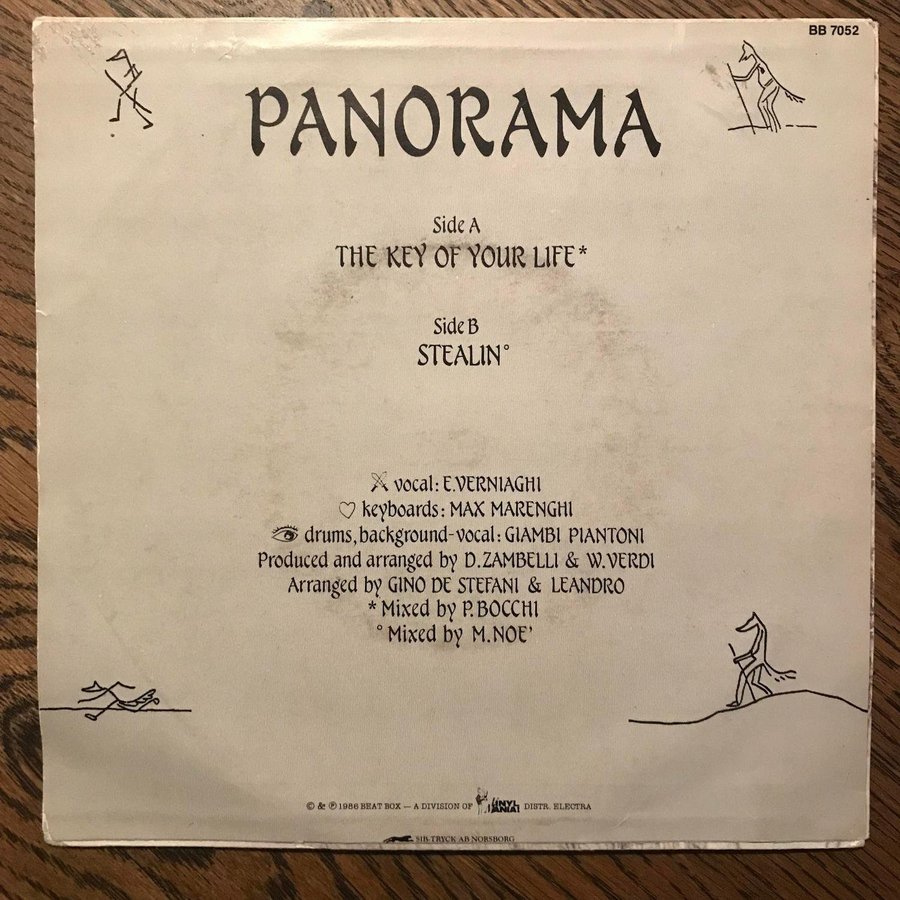 BB 7052
PANORAMA
Side A
THE KEY OF YOUR LIFE*
Side B
STEALIN°
vocal: E.VERNIAGHI
♡ keyboards: MAX MARENGHI
drums, background-vocal: GIAMBI PIANTONI
Produced and arranged by D.ZAMBELLI & W.VERDI
Arranged by GINO DE STEFANI & LEANDRO
* Mixed by P.BOCCHI
° Mixed by M.NOE'
© & ℗ 1986 BEAT BOX — A DIVISION OF VINYL MANIA DISTR. ELECTRA
SIB-TRYCK AB NORSBORG